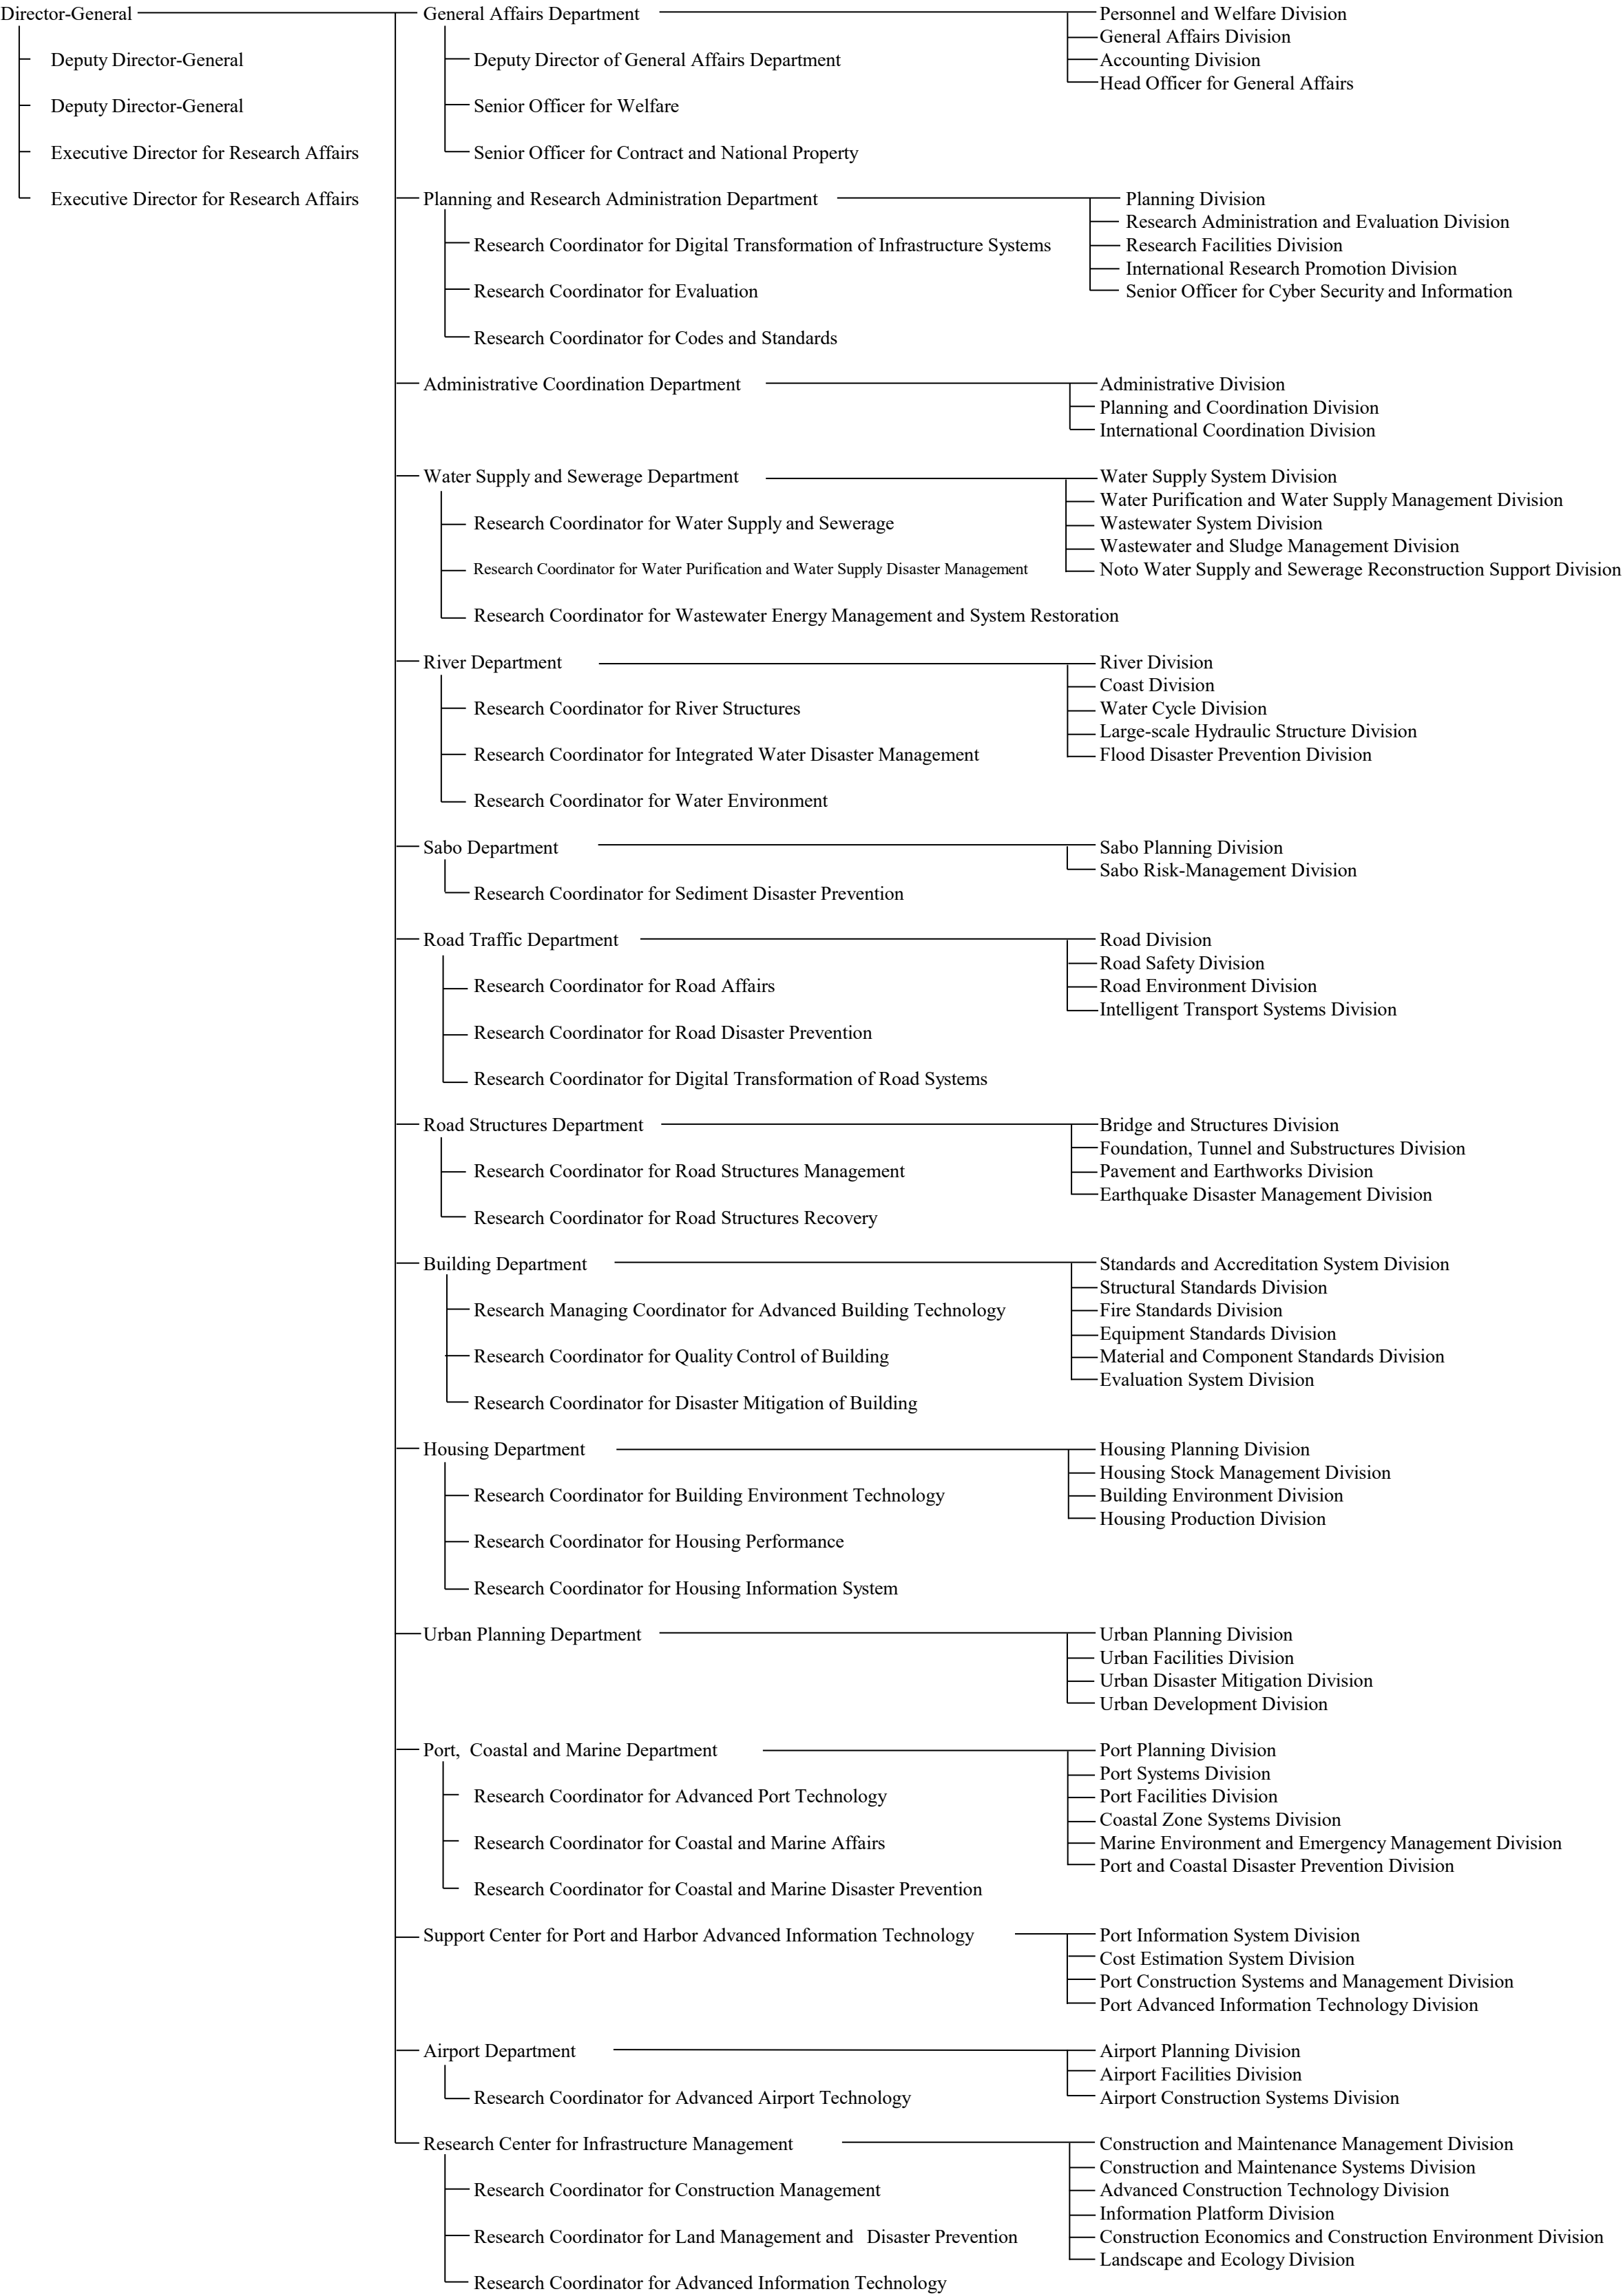 Director-General
Deputy Director-General
Deputy Director-General
Executive Director for Research Affairs
Executive Director for Research Affairs
General Affairs Department
Deputy Director of General Affairs Department
Senior Officer for Welfare
Senior Officer for Contract and National Property
Personnel and Welfare Division
General Affairs Division
Accounting Division
Head Officer for General Affairs
Planning and Research Administration Department
Research Coordinator for Digital Transformation of Infrastructure Systems
Research Coordinator for Evaluation
Research Coordinator for Codes and Standards
Planning Division
Research Administration and Evaluation Division
Research Facilities Division
International Research Promotion Division
Senior Officer for Cyber Security and Information
Administrative Coordination Department
Administrative Division
Planning and Coordination Division
International Coordination Division
Water Supply and Sewerage Department
Research Coordinator for Water Supply and Sewerage
Research Coordinator for Water Purification and Water Supply Disaster Management
Research Coordinator for Wastewater Energy Management and System Restoration
Water Supply System Division
Water Purification and Water Supply Management Division
Wastewater System Division
Wastewater and Sludge Management Division
Noto Water Supply and Sewerage Reconstruction Support Division
River Department
Research Coordinator for River Structures
Research Coordinator for Integrated Water Disaster Management
Research Coordinator for Water Environment
River Division
Coast Division
Water Cycle Division
Large-scale Hydraulic Structure Division
Flood Disaster Prevention Division
Sabo Department
Research Coordinator for Sediment Disaster Prevention
Sabo Planning Division
Sabo Risk-Management Division
Road Traffic Department
Research Coordinator for Road Affairs
Research Coordinator for Road Disaster Prevention
Research Coordinator for Digital Transformation of Road Systems
Road Division
Road Safety Division
Road Environment Division
Intelligent Transport Systems Division
Road Structures Department
Research Coordinator for Road Structures Management
Research Coordinator for Road Structures Recovery
Bridge and Structures Division
Foundation, Tunnel and Substructures Division
Pavement and Earthworks Division
Earthquake Disaster Management Division
Building Department
Research Managing Coordinator for Advanced Building Technology
Research Coordinator for Quality Control of Building
Research Coordinator for Disaster Mitigation of Building
Standards and Accreditation System Division
Structural Standards Division
Fire Standards Division
Equipment Standards Division
Material and Component Standards Division
Evaluation System Division
Housing Department
Research Coordinator for Building Environment Technology
Research Coordinator for Housing Performance
Research Coordinator for Housing Information System
Housing Planning Division
Housing Stock Management Division
Building Environment Division
Housing Production Division
Urban Planning Department
Urban Planning Division
Urban Facilities Division
Urban Disaster Mitigation Division
Urban Development Division
Port, Coastal and Marine Department
Research Coordinator for Advanced Port Technology
Research Coordinator for Coastal and Marine Affairs
Research Coordinator for Coastal and Marine Disaster Prevention
Port Planning Division
Port Systems Division
Port Facilities Division
Coastal Zone Systems Division
Marine Environment and Emergency Management Division
Port and Coastal Disaster Prevention Division
Support Center for Port and Harbor Advanced Information Technology
Port Information System Division
Cost Estimation System Division
Port Construction Systems and Management Division
Port Advanced Information Technology Division
Airport Department
Research Coordinator for Advanced Airport Technology
Airport Planning Division
Airport Facilities Division
Airport Construction Systems Division
Research Center for Infrastructure Management
Research Coordinator for Construction Management
Research Coordinator for Land Management and Disaster Prevention
Research Coordinator for Advanced Information Technology
Construction and Maintenance Management Division
Construction and Maintenance Systems Division
Advanced Construction Technology Division
Information Platform Division
Construction Economics and Construction Environment Division
Landscape and Ecology Division